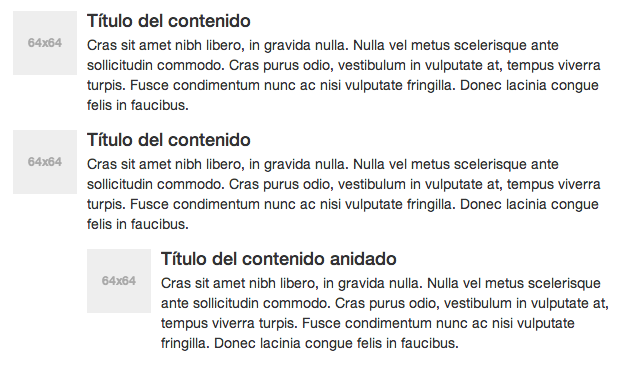 Título del contenido
64x64
Cras sit amet nibh libero, in gravida nulla. Nulla vel metus scelerisque ante
sollicitudin commodo. Cras purus odio, vestibulum in vulputate at, tempus viverra
turpis. Fusce condimentum nunc ac nisi vulputate fringilla. Donec lacinia congue
felis in faucibus.
Título del contenido
64x64
Cras sit amet nibh libero, in gravida nulla. Nulla vel metus scelerisque ante
sollicitudin commodo. Cras purus odio, vestibulum in vulputate at, tempus viverra
turpis. Fusce condimentum nunc ac nisi vulputate fringilla. Donec lacinia congue
felis in faucibus.
Título del contenido anidado
64x64
Cras sit amet nibh libero, in gravida nulla. Nulla vel metus scelerisque
ante sollicitudin commodo. Cras purus odio, vestibulum in vulputate at,
tempus viverra turpis. Fusce condimentum nunc ac nisi vulputate
fringilla. Donec lacinia congue felis in faucibus.